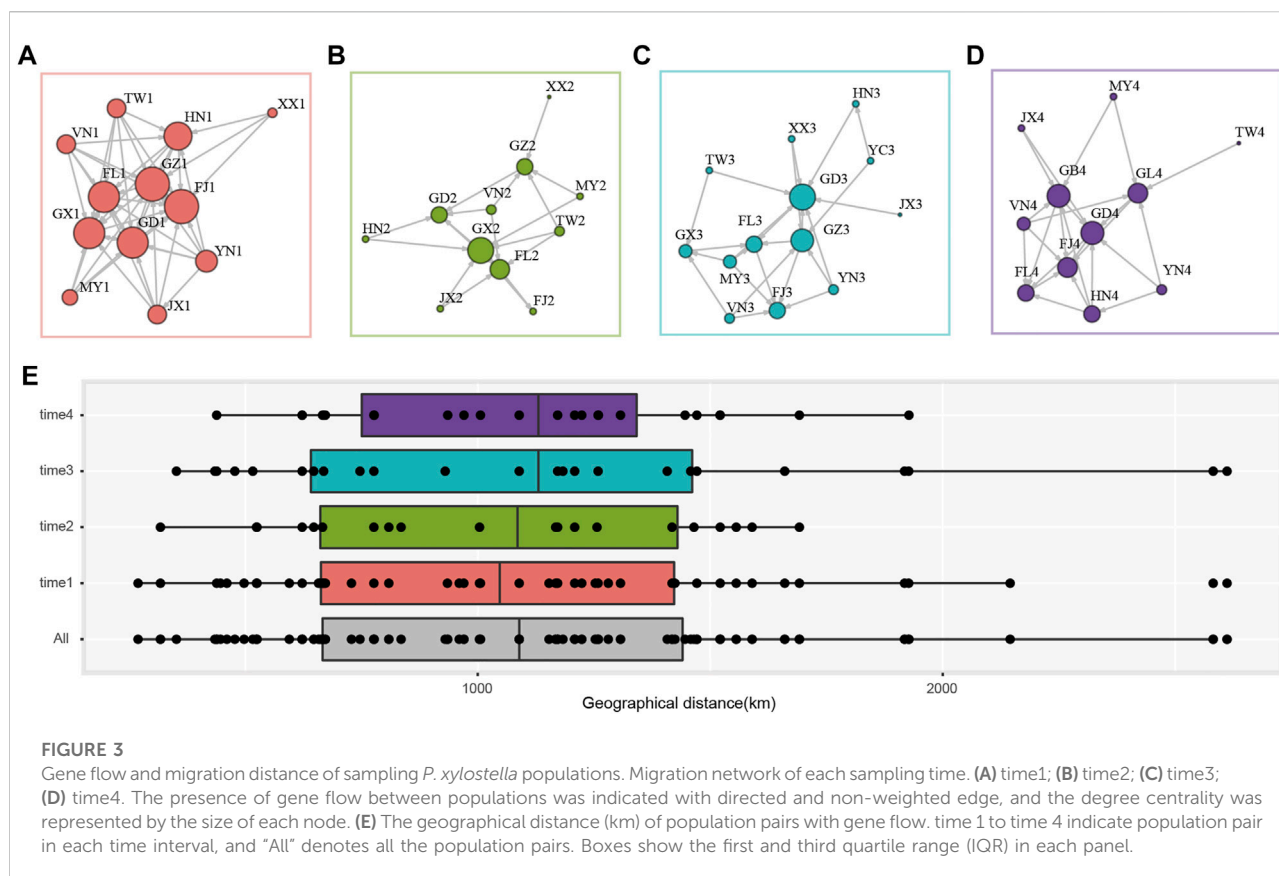 A
B
C
D
TW1
HN1
XX1
VN1
GZ1
FL1
FJ1
GX1
GD1
YN1
MY1
JX1
XX2
GZ2
MY2
GD2
VN2
TW2
HN2
GX2
FL2
JX2
FJ2
HN3
XX3
YC3
TW3
GD3
JX3
FL3
GZ3
GX3
MY3
YN3
VN3
FJ3
MY4
JX4
TW4
GB4
GL4
VN4
GD4
FJ4
FL4
YN4
HN4
E
time4
time3
time2
time1
All
1000
2000
Geographical distance(km)
FIGURE 3
Gene flow and migration distance of sampling P. xylostella populations. Migration network of each sampling time. (A) time1; (B) time2; (C) time3;
(D) time4. The presence of gene flow between populations was indicated with directed and non-weighted edge, and the degree centrality was
represented by the size of each node. (E) The geographical distance (km) of population pairs with gene flow. time 1 to time 4 indicate population pair
in each time interval, and "All" denotes all the population pairs. Boxes show the first and third quartile range (IQR) in each panel.